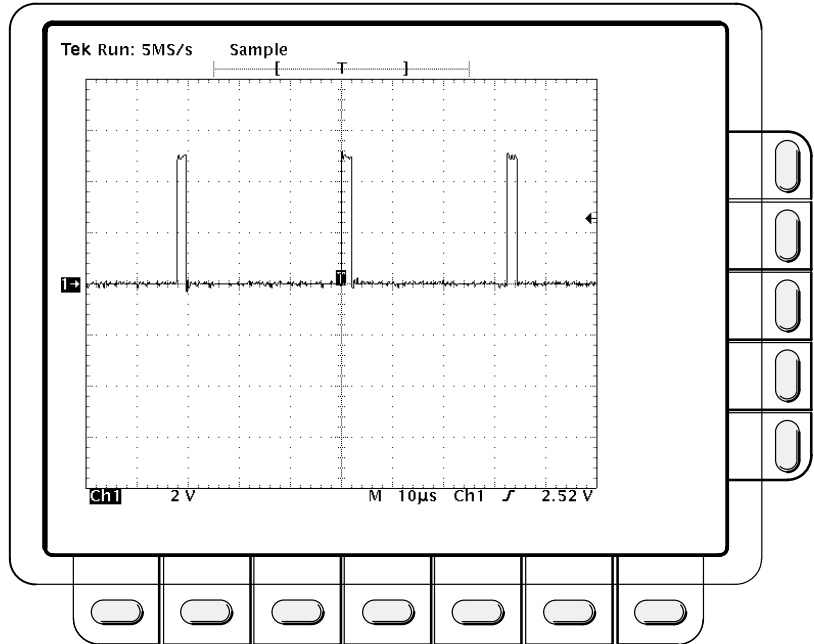 Tek Run: 5MS/s Sample
[ T ]
T
1→
Ch1 2 V M 10µs Ch1 2.52 V